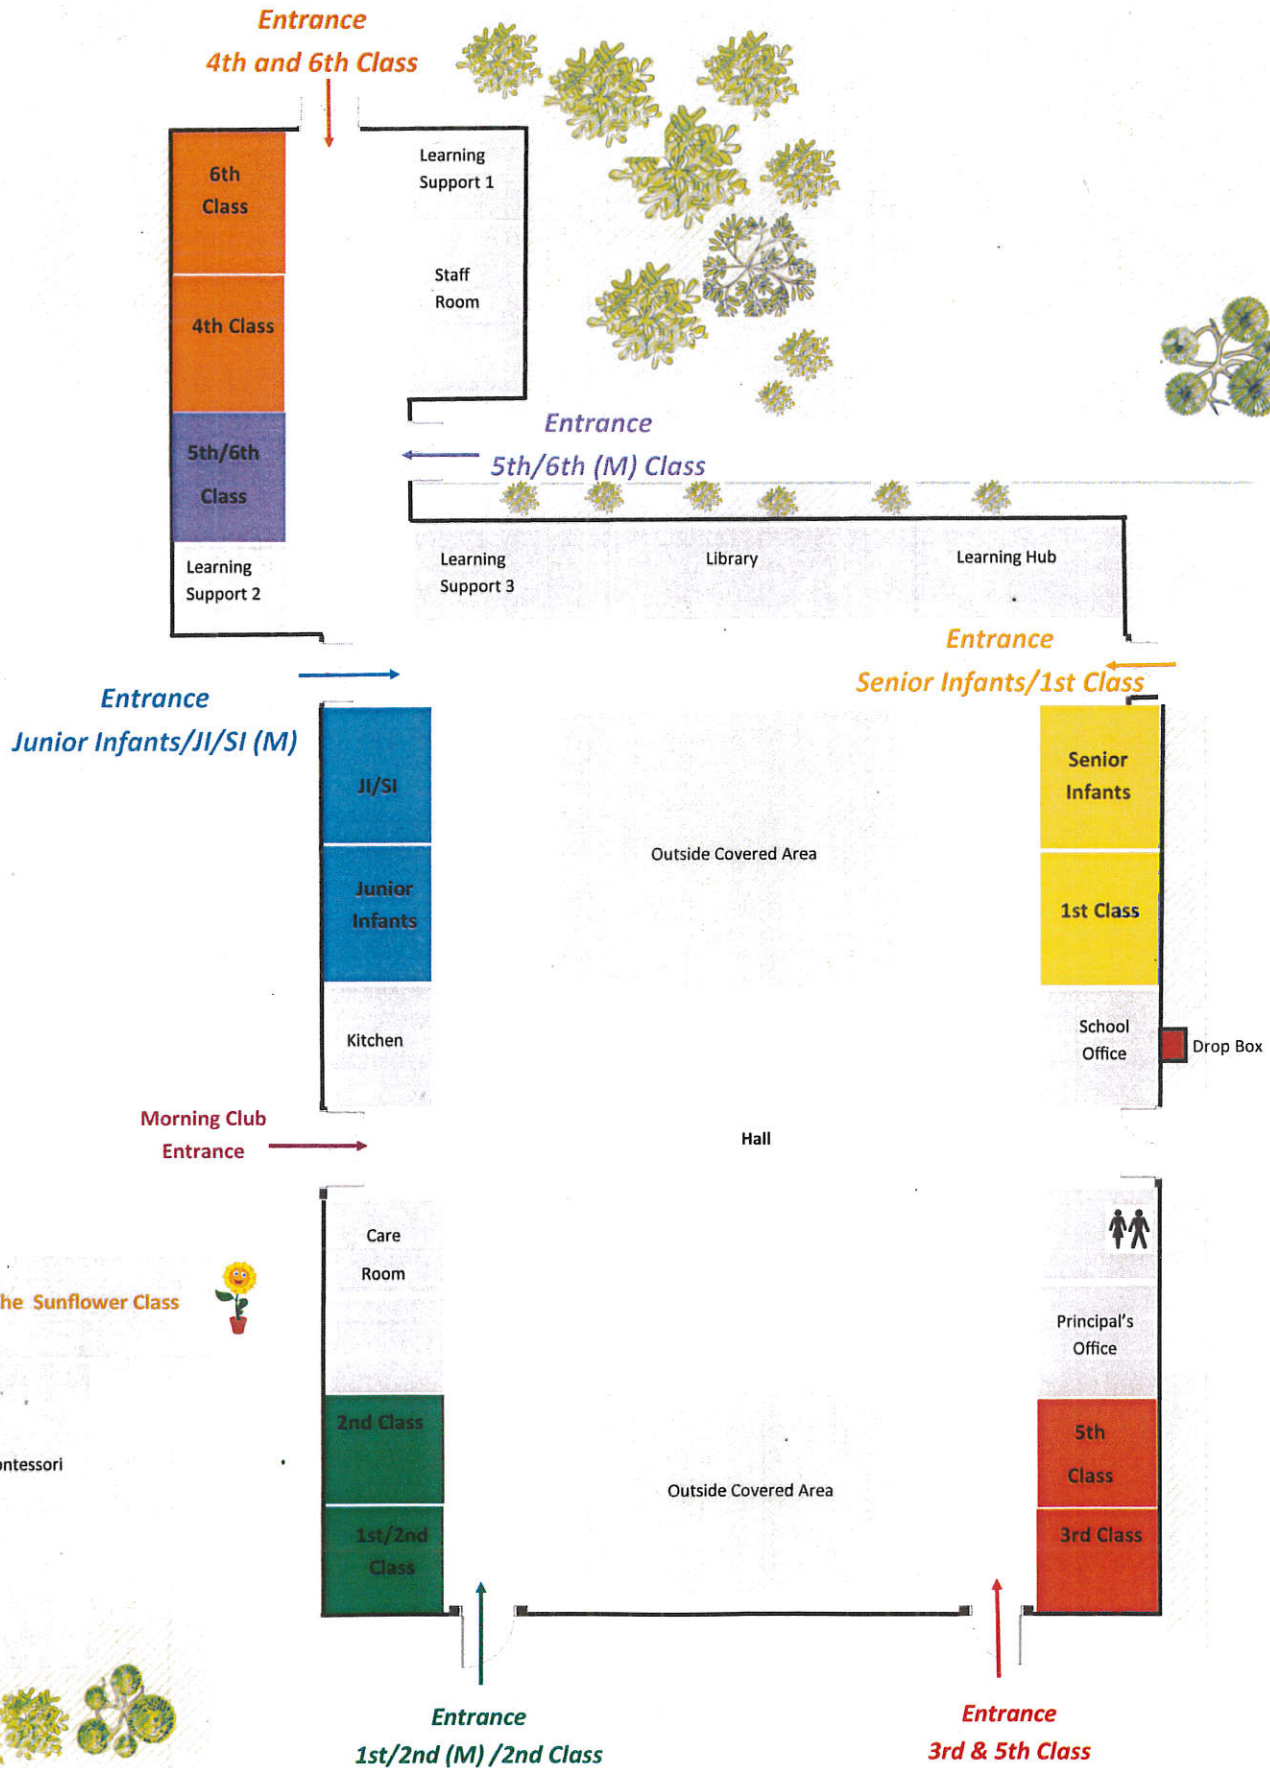 Entrance
4th and 6th Class
6th
Class
Learning
Support 1
4th Class
Staff
Room
5th/6th
Class
Entrance
5th/6th (M) Class
Learning
Support 2
Learning
Support 3
Library
Learning Hub
Entrance
Junior Infants/JI/SI (M)
Entrance
Senior Infants/1st Class
JI/SI
Senior
Infants
Outside Covered Area
Junior
Infants
1st Class
Kitchen
School
Office
Drop Box
Morning Club
Entrance
Hall
Care
Room
he Sunflower Class
Principal's
Office
2nd Class
5th
Class
ontessori
Outside Covered Area
1st/2nd
Class
3rd Class
Entrance
1st/2nd (M) /2nd Class
Entrance
3rd & 5th Class